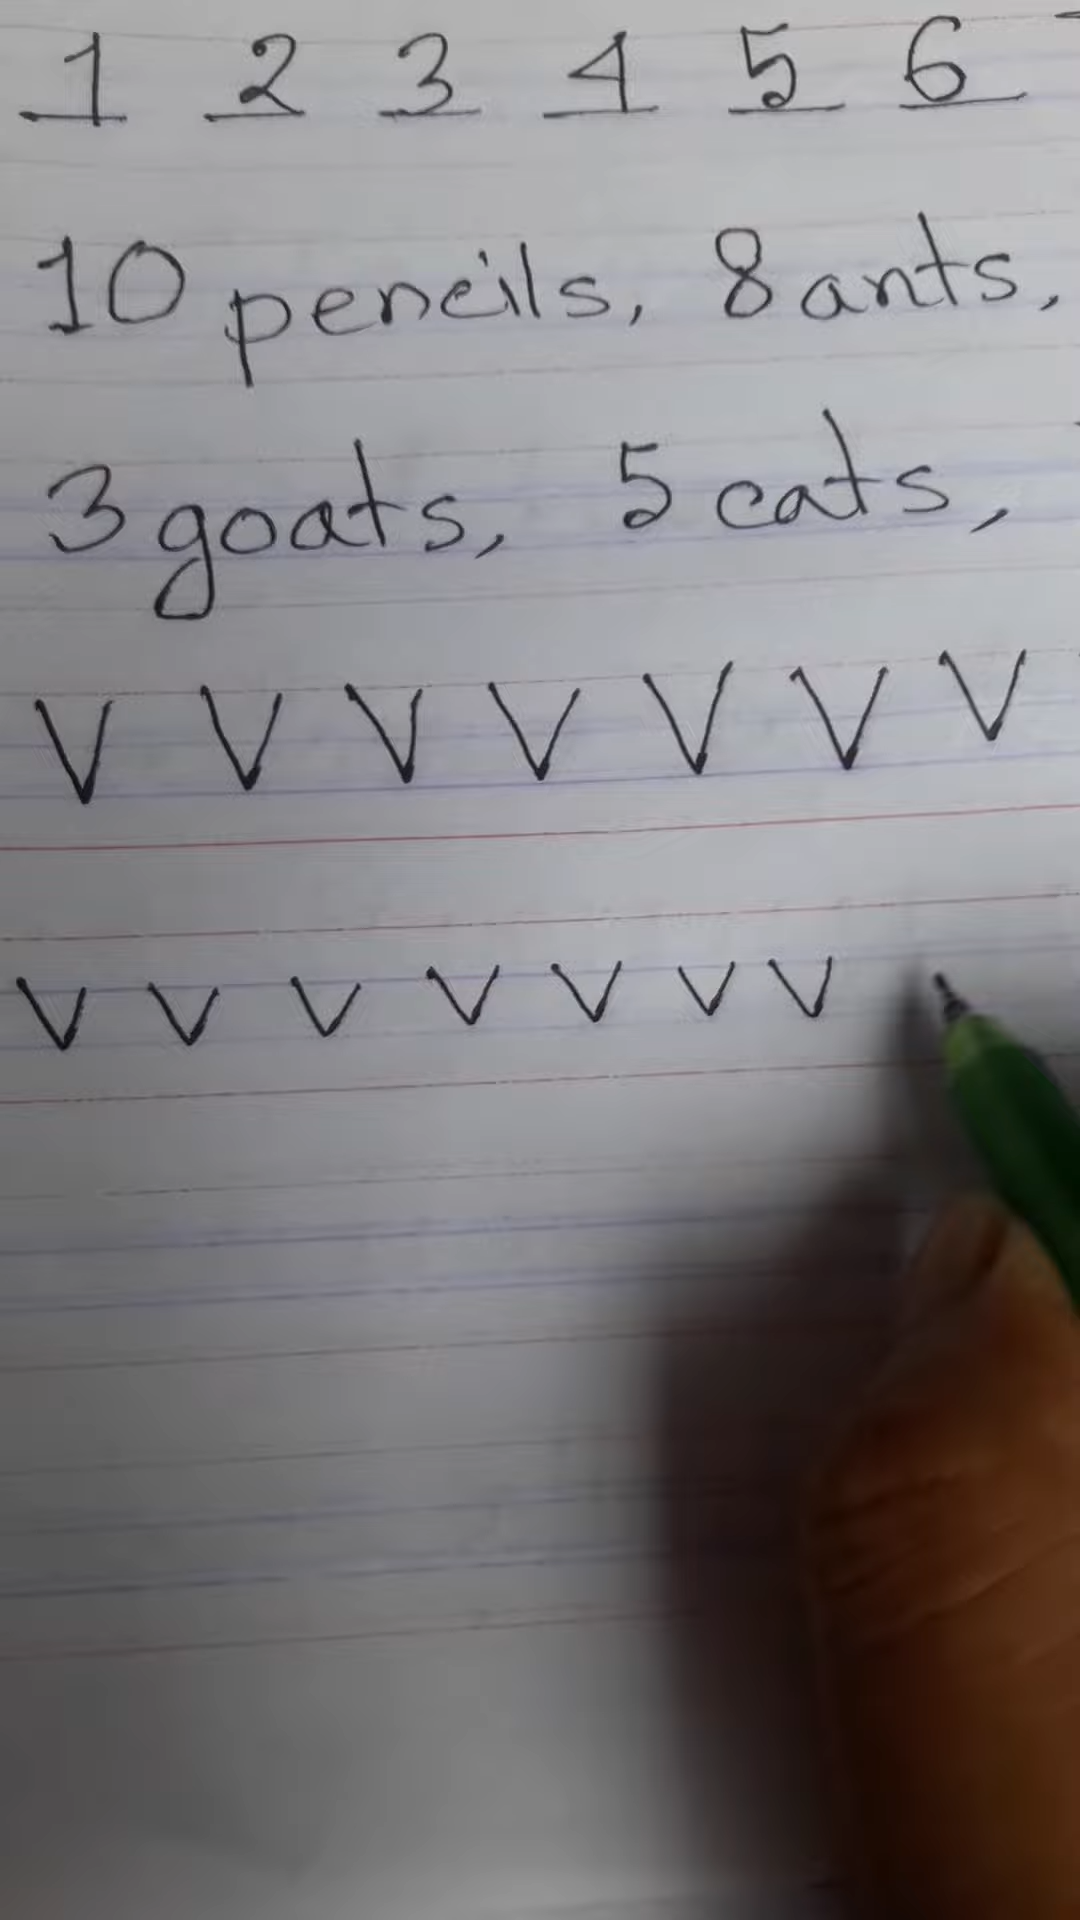 1 2 3 4 5 6
10 pencils, 8 ants,
3 goats, 5 cats,
V V V V V V V
v v v v v v v